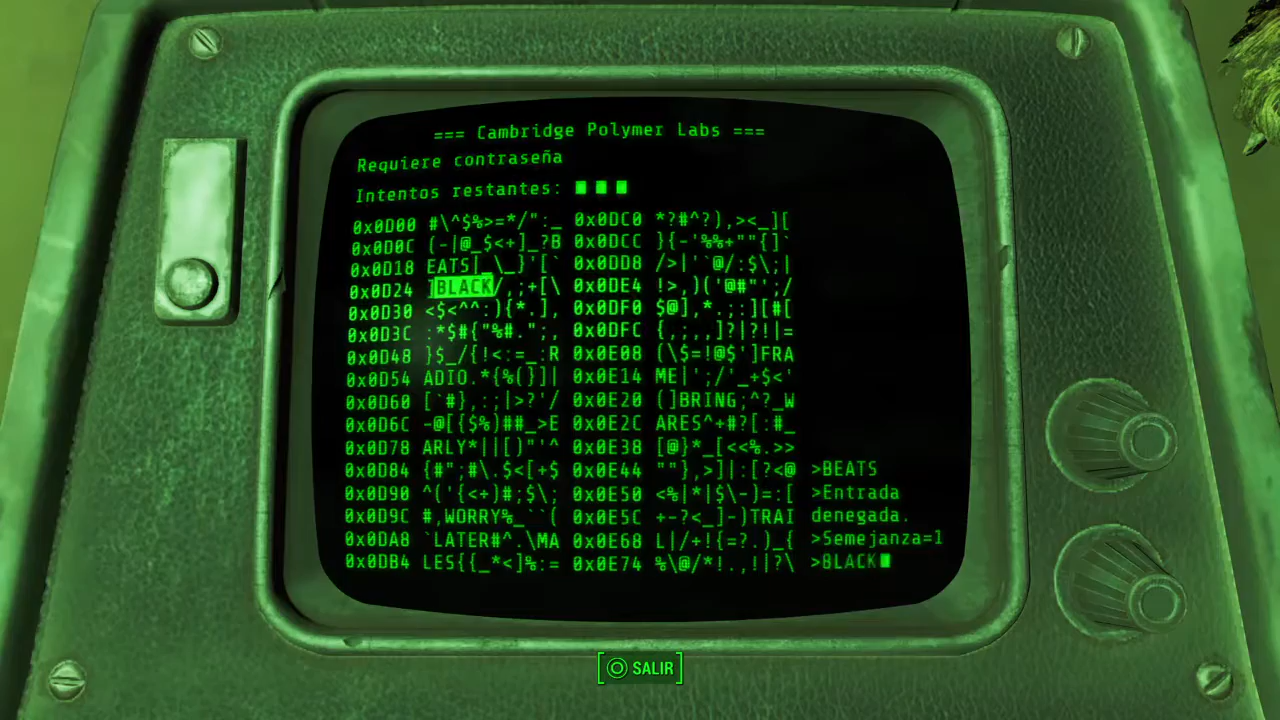 === Cambridge Polymer Labs ===
Requiere contraseña
Intentos restantes: ■ ■ ■
0x0D00 #\^$%>=*/":_ 0x0DC0 *?#^?),><_][
0x0D0C (-|@_$<+]_?B 0x0DCC }{-'%%+""{]`
0x0D18 EATS|_\_}'[` 0x0DD8 />|'`@/:$\;|
0x0D24 ]BLACK/,;+[\ 0x0DE4 !>,)('@#"';/
0x0D30 <$<^^:){*.], 0x0DF0 $@],*.;:][#[
0x0D3C :*$#{"%#.";, 0x0DFC {,;,,]?|?!|=
0x0D48 }$_/{!<:=_:R 0x0E08 (\$=!@$']FRA
0x0D54 ADIO.*{%(}]| 0x0E14 ME|';/'_+$<'
0x0D60 [`#},:;|>?'/ 0x0E20 (]BRING;^?_W
0x0D6C -@[{$%)##_>E 0x0E2C ARES^+#?[:#_
0x0D78 ARLY*||[)"'^ 0x0E38 [@}*_[<<%.>>
0x0D84 {#";#\.$<[+$ 0x0E44 ""},>]|:[?<@ >BEATS
0x0D90 ^('{<+)#;$\; 0x0E50 <%|*|$\-)=:[ >Entrada
0x0D9C #,WORRY%_``( 0x0E5C +-?<_]-)TRAI denegada.
0x0DA8 `LATER#^.\MA 0x0E68 L|/+!{=?.)_{ >Semejanza=1
0x0DB4 LES{{_*<]%:= 0x0E74 %\@/*!.,!|?\ >BLACK■
SALIR